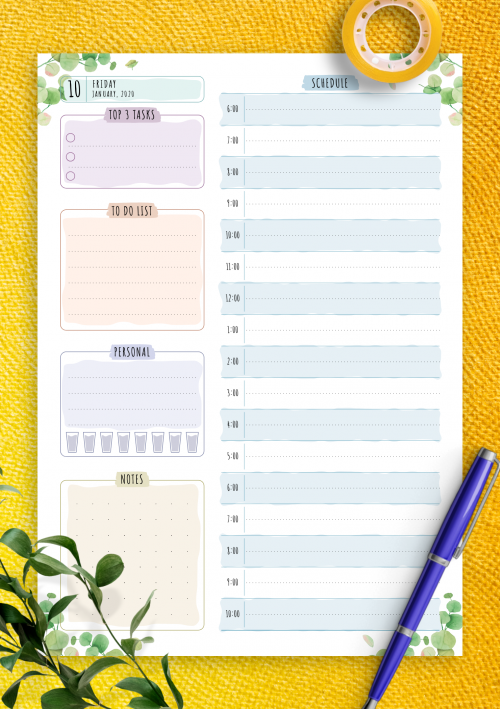 10
FRIDAY
JANUARY, 2020
TOP 3 TASKS
TO DO LIST
PERSONAL
NOTES
SCHEDULE
6:00
7:00
8:00
9:00
10:00
11:00
12:00
1:00
2:00
3:00
4:00
5:00
6:00
7:00
8:00
9:00
10:00